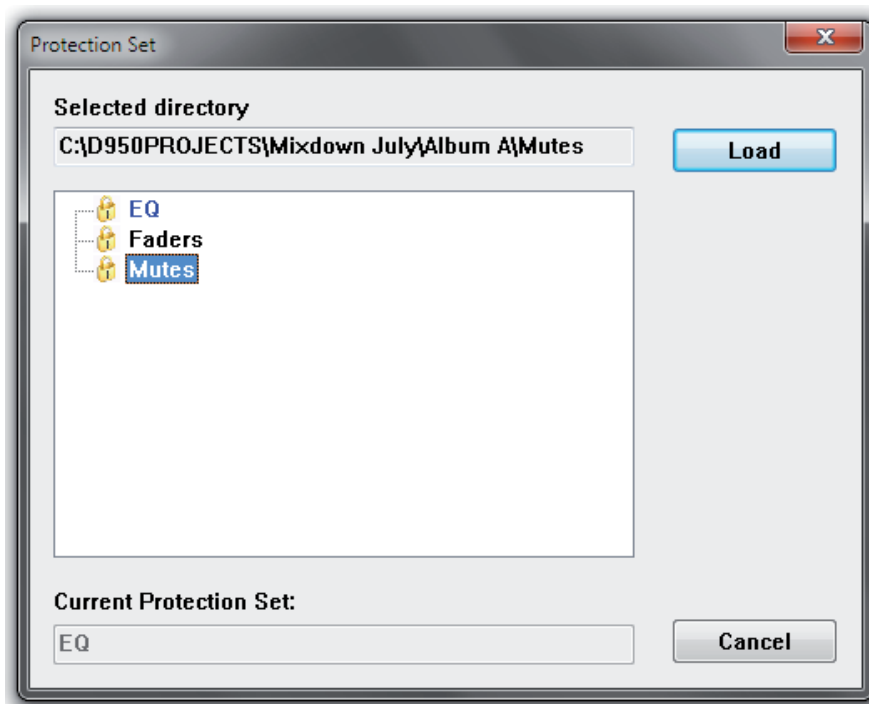 Protection Set
Selected directory
C:\D950PROJECTS\Mixdown July\Album A\Mutes
Load
EQ
Faders
Mutes
Current Protection Set:
EQ
Cancel